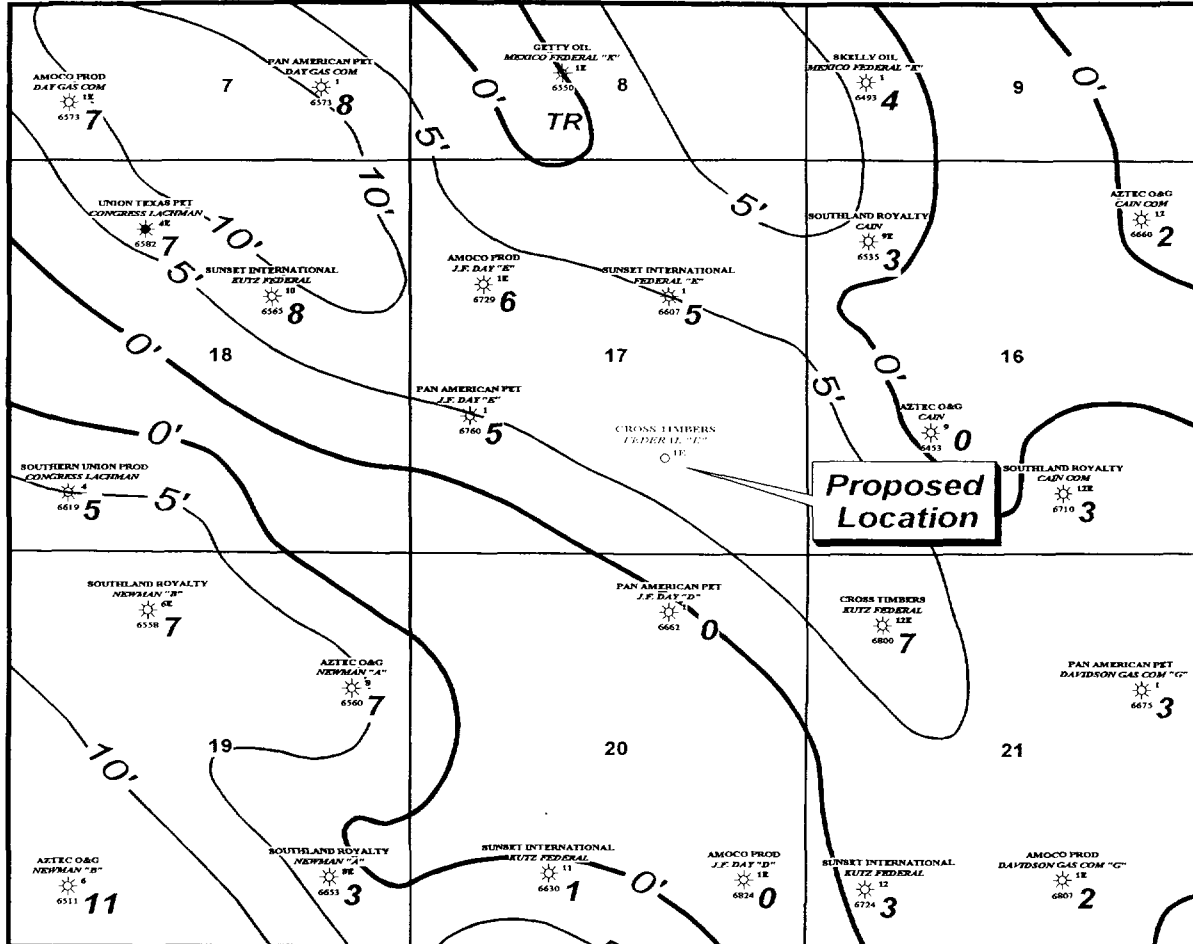 AMOCO PROD
DAY GAS COM
1E
6573
7
7
PAN AMERICAN PET
DAY GAS COM
1
6573
8
GETTY OIL
MEXICO FEDERAL "K"
1E
6550
8
0'
TR
5'
SKELLY OIL
MEXICO FEDERAL "K"
1
6493
4
9
0'
10'
UNION TEXAS PET
CONGRESS LACHMAN
4E
6582
7
10'
5'
SOUTHLAND ROYALTY
CAIN
9E
6535
3
AZTEC O&G
CAIN COM
12
6660
2
5'
SUNSET INTERNATIONAL
KUTZ FEDERAL
10
6565
8
AMOCO PROD
J.F. DAY "E"
1E
6729
6
SUNSET INTERNATIONAL
FEDERAL "E"
1
6607
5
0'
18
17
16
0'
5'
PAN AMERICAN PET
J.F. DAY "E"
1
6760
5
CROSS TIMBERS
FEDERAL "E"
1E
AZTEC O&G
CAIN
9
6453
0
0'
SOUTHERN UNION PROD
CONGRESS LACHMAN
4
6619
5
5'
Proposed
Location
SOUTHLAND ROYALTY
CAIN COM
12E
6710
3
SOUTHLAND ROYALTY
NEWMAN "B"
6E
6558
7
PAN AMERICAN PET
J.F. DAY "D"
1
6662
0
CROSS TIMBERS
KUTZ FEDERAL
12E
6800
7
AZTEC O&G
NEWMAN "A"
6560
7
PAN AMERICAN PET
DAVIDSON GAS COM "G"
1
6675
3
10'
19
20
21
AZTEC O&G
NEWMAN "B"
6
6511
11
SOUTHLAND ROYALTY
NEWMAN "A"
6653
3
SUNSET INTERNATIONAL
KUTZ FEDERAL
11
6630
1
0'
AMOCO PROD
J.F. DAY "D"
1E
6824
0
SUNSET INTERNATIONAL
KUTZ FEDERAL
12
6724
3
AMOCO PROD
DAVIDSON GAS COM "G"
1E
6807
2